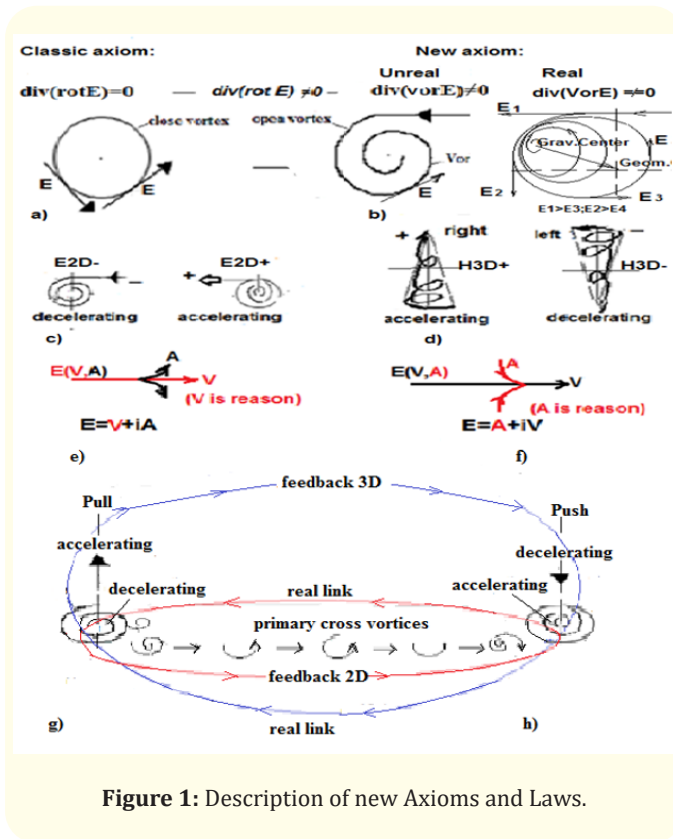 Classic axiom:
New axiom:
Unreal
Real
div(rotE)=0
div(rot E) ≠0
div(vorE)≠0
div(VorE) ≠0
close vortex
open vortex
Vor
E
E
E
a)
b)
E1
Grav.Center
E
Geom.
E2
E3
E1>E3;E2>E4
E2D-
−
decelerating
+
E2D+
accelerating
c)
+
right
H3D+
accelerating
left
−
H3D-
decelerating
d)
E(V,A)
A
V
(V is reason)
E=V+iA
e)
E(V,A)
A
V
(A is reason)
E=A+iV
f)
feedback 3D
Pull
Push
accelerating
decelerating
decelerating
accelerating
real link
primary cross vortices
feedback 2D
g)
h)
real link
Figure 1: Description of new Axioms and Laws.